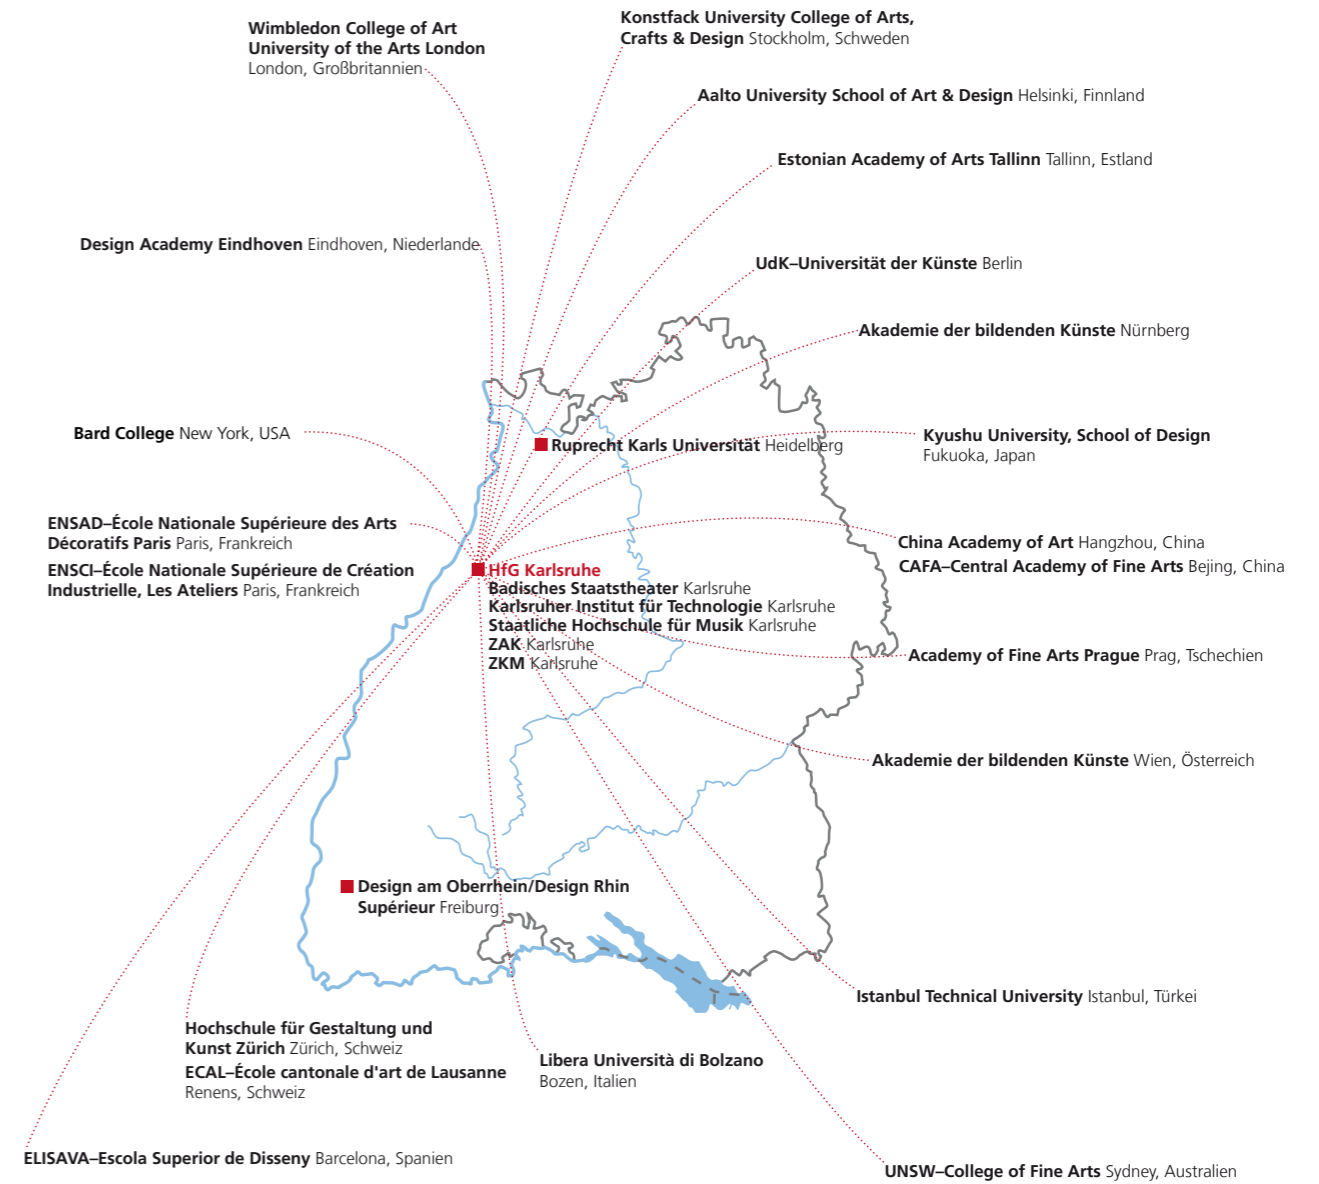 Wimbledon College of Art
University of the Arts London
London, Großbritannien
Konstfack University College of Arts,
Crafts & Design Stockholm, Schweden
Aalto University School of Art & Design Helsinki, Finnland
Estonian Academy of Arts Tallinn Tallinn, Estland
Design Academy Eindhoven Eindhoven, Niederlande
UdK–Universität der Künste Berlin
Akademie der bildenden Künste Nürnberg
Bard College New York, USA
Ruprecht Karls Universität Heidelberg
Kyushu University, School of Design
Fukuoka, Japan
ENSAD–École Nationale Supérieure des Arts
Décoratifs Paris Paris, Frankreich
ENSCI–École Nationale Supérieure de Création
Industrielle, Les Ateliers Paris, Frankreich
China Academy of Art Hangzhou, China
CAFA–Central Academy of Fine Arts Bejing, China
HfG Karlsruhe
Badisches Staatstheater Karlsruhe
Karlsruher Institut für Technologie Karlsruhe
Staatliche Hochschule für Musik Karlsruhe
ZAK Karlsruhe
ZKM Karlsruhe
Academy of Fine Arts Prague Prag, Tschechien
Akademie der bildenden Künste Wien, Österreich
Design am Oberrhein/Design Rhin
Supérieur Freiburg
Istanbul Technical University Istanbul, Türkei
Hochschule für Gestaltung und
Kunst Zürich Zürich, Schweiz
ECAL–École cantonale d'art de Lausanne
Renens, Schweiz
Libera Università di Bolzano
Bozen, Italien
ELISAVA–Escola Superior de Disseny Barcelona, Spanien
UNSW–College of Fine Arts Sydney, Australien